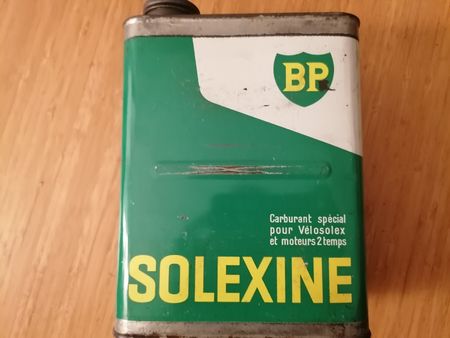 BP
Carburant spécial
pour Vélosolex
et moteurs 2 temps
SOLEXINE